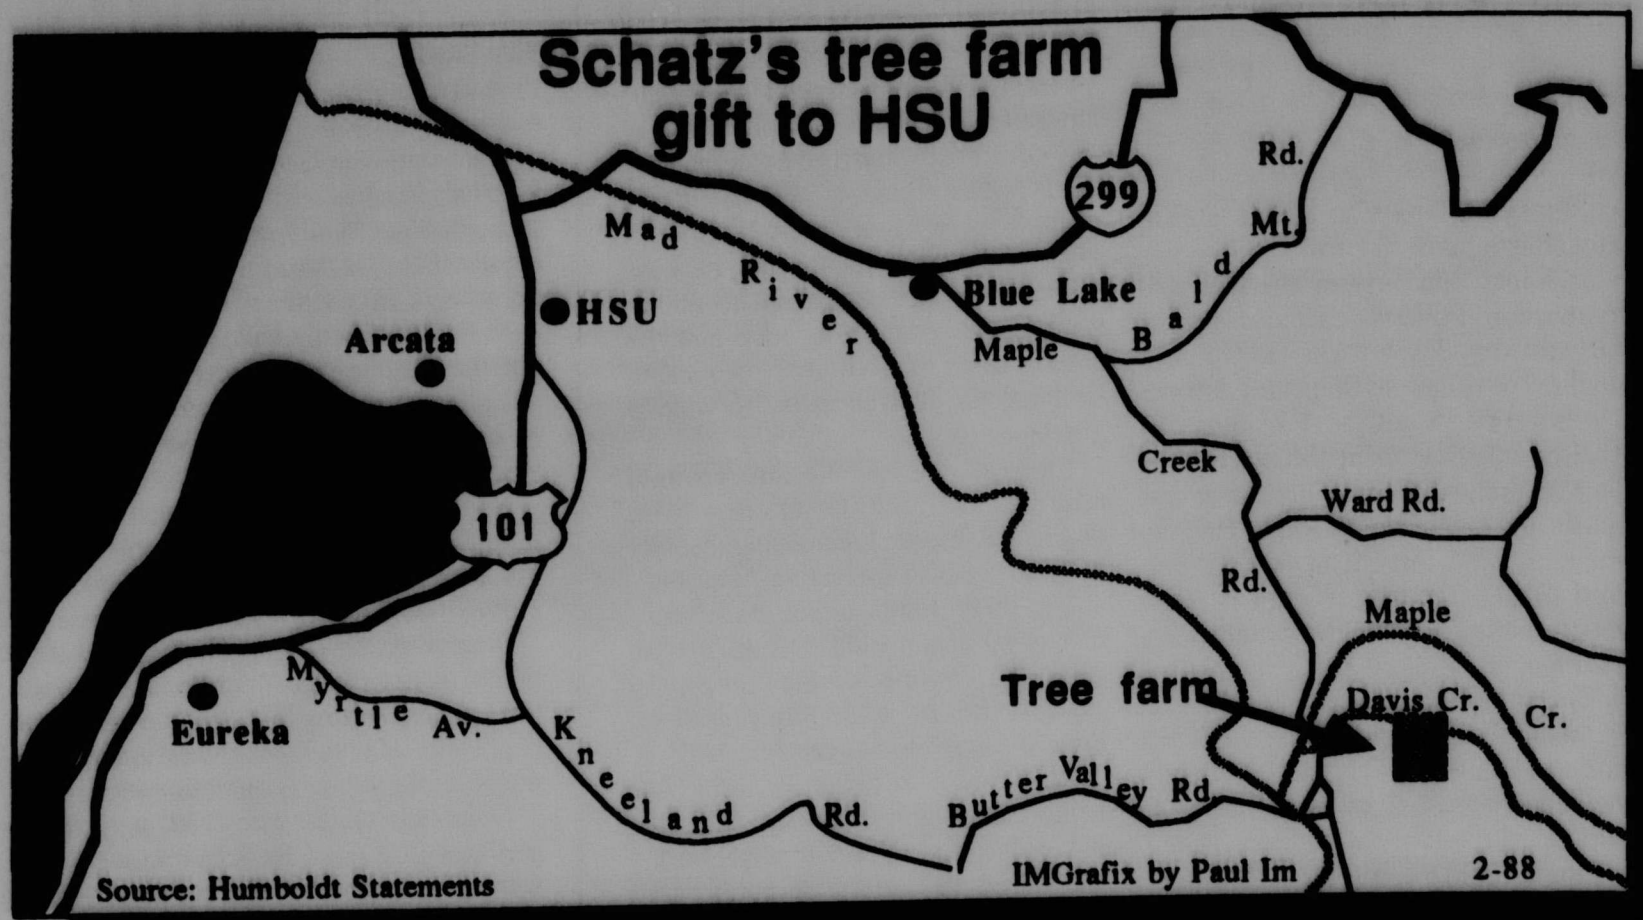 Schatz's tree farm
gift to HSU
299
Rd.
Mt.
Bald
Mad
River
HSU
Blue Lake
Arcata
Maple
Creek
Ward Rd.
101
Rd.
Maple
Tree farm
Davis Cr.
Cr.
Myrtle Av.
Eureka
Kneeland Rd.
Butter Valley Rd.
Source: Humboldt Statements
IMGrafix by Paul Im
2-88